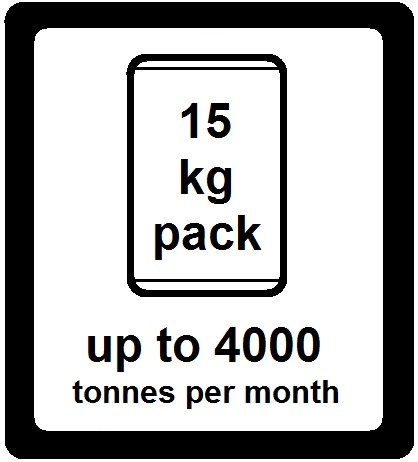 15
kg
pack
up to 4000
tonnes per month